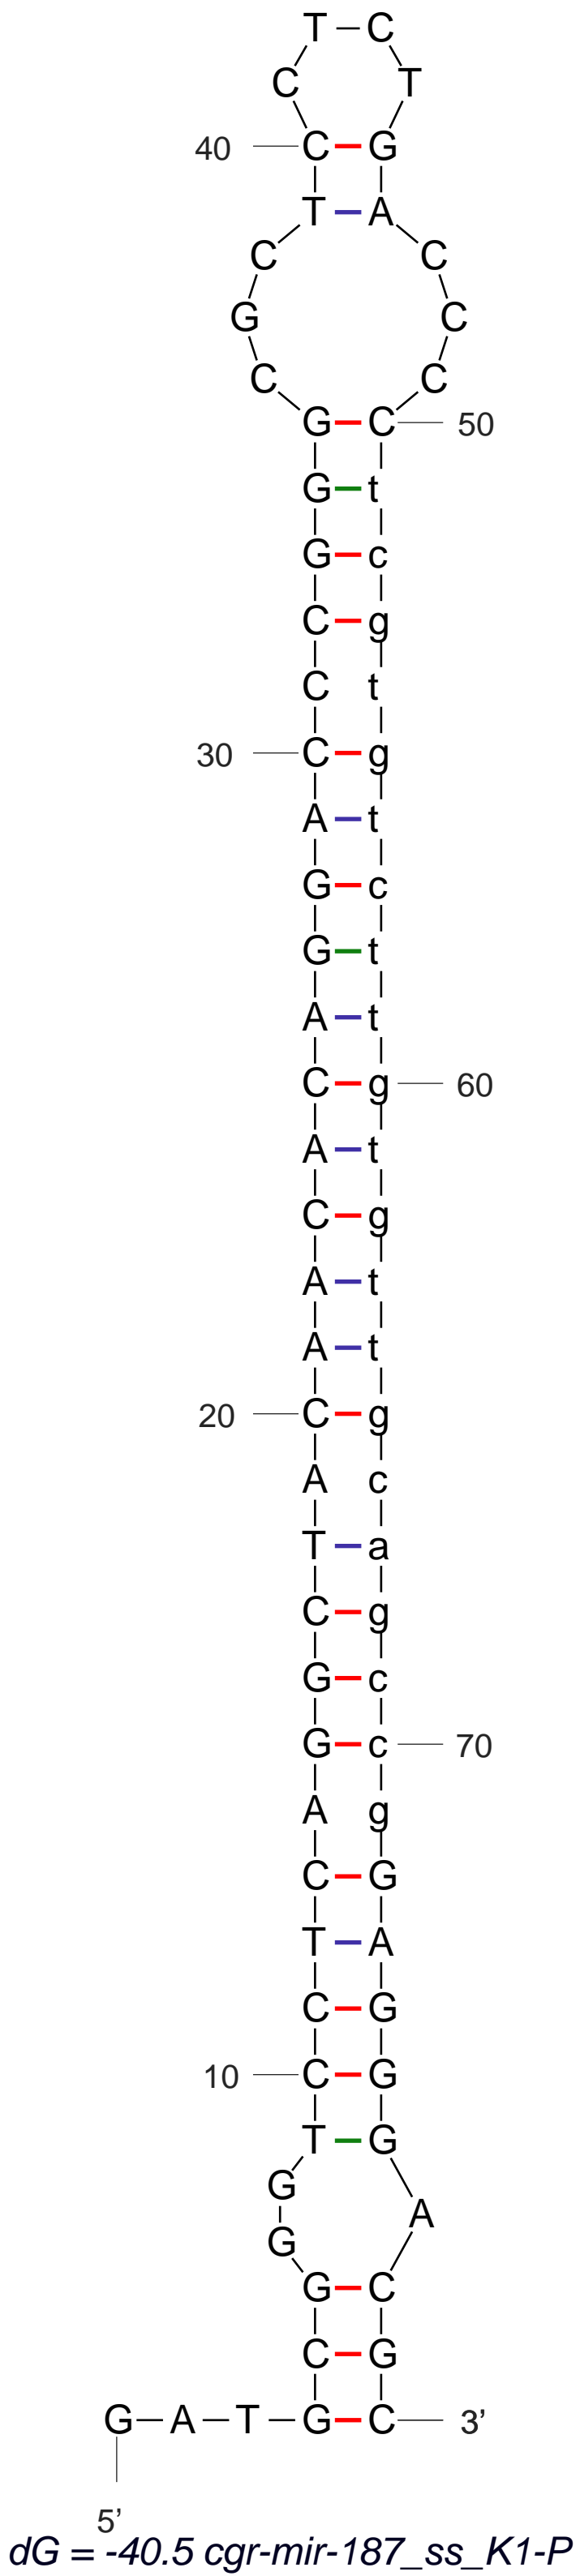 T C
C T
40 C G
T A
C C
G C
C C
G C 50
G t
G c
C g
C t
30 C g
A t
G c
G t
A t
C g 60
A t
C g
A t
A t
20 C g
A c
T a
C g
G c
G c 70
A g
C G
T A
C G
10 C G
T G
G
A
G
G C
C G
G A T G C 3’
5’
dG = -40.5 cgr-mir-187_ss_K1-P